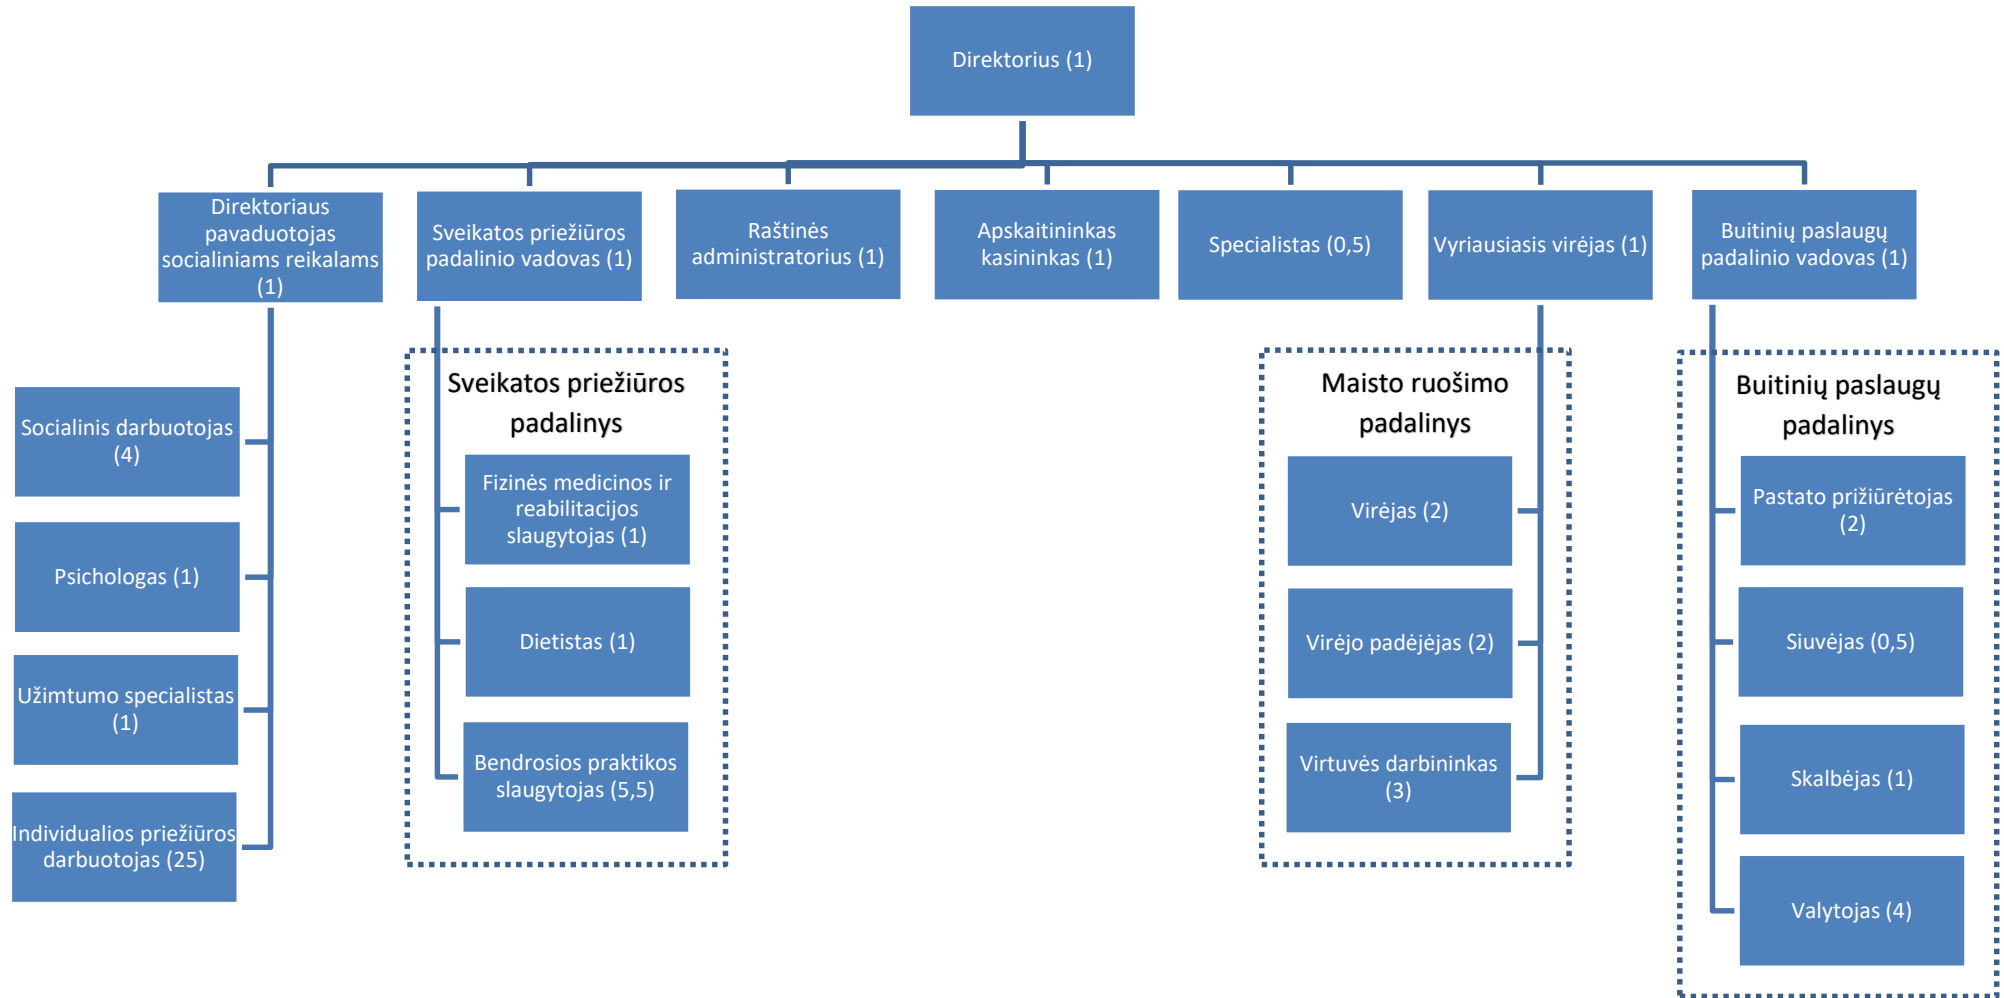 Direktorius (1)
Direktoriaus
pavaduotojas
socialiniams reikalams
(1)
Sveikatos priežiūros
padalinio vadovas (1)
Raštinės
administratorius (1)
Apskaitininkas
kasininkas (1)
Specialistas (0,5)
Vyriausiasis virėjas (1)
Buitinių paslaugų
padalinio vadovas (1)
Socialinis darbuotojas
(4)
Psichologas (1)
Užimtumo specialistas
(1)
Individualios priežiūros
darbuotojas (25)
Sveikatos priežiūros
padalinys
Fizinės medicinos ir
reabilitacijos
slaugytojas (1)
Dietistas (1)
Bendrosios praktikos
slaugytojas (5,5)
Maisto ruošimo
padalinys
Virėjas (2)
Virėjo padėjėjas (2)
Virtuvės darbininkas
(3)
Buitinių paslaugų
padalinys
Pastato prižiūrėtojas
(2)
Siuvėjas (0,5)
Skalbėjas (1)
Valytojas (4)